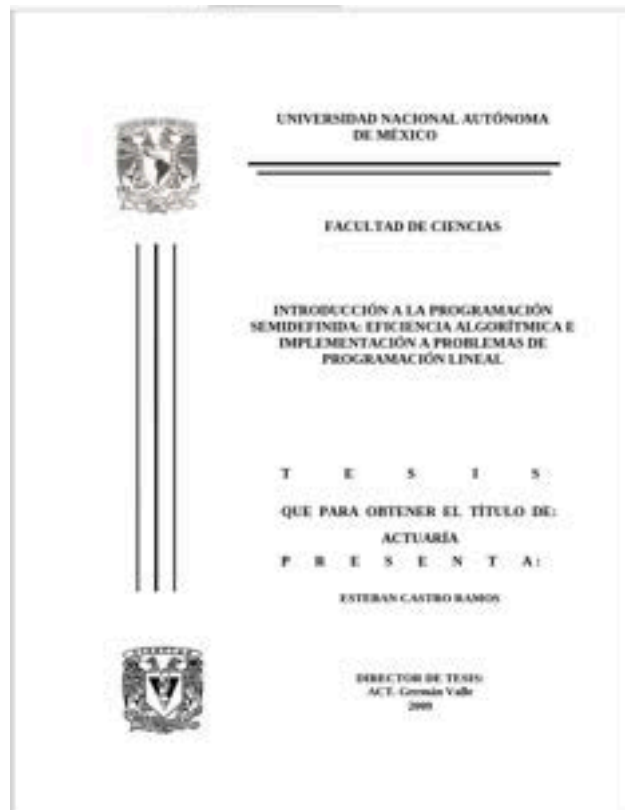 UNIVERSIDAD NACIONAL AUTÓNOMA
DE MÉXICO
FACULTAD DE CIENCIAS
INTRODUCCIÓN A LA PROGRAMACIÓN
SEMIDEFINIDA: EFICIENCIA ALGORÍTMICA E
IMPLEMENTACIÓN A PROBLEMAS DE
PROGRAMACIÓN LINEAL
T E S I S
QUE PARA OBTENER EL TÍTULO DE:
ACTUARÍA
P R E S E N T A :
ESTEBAN CASTRO RAMOS
DIRECTOR DE TESIS:
ACT. Germán Valle
2009